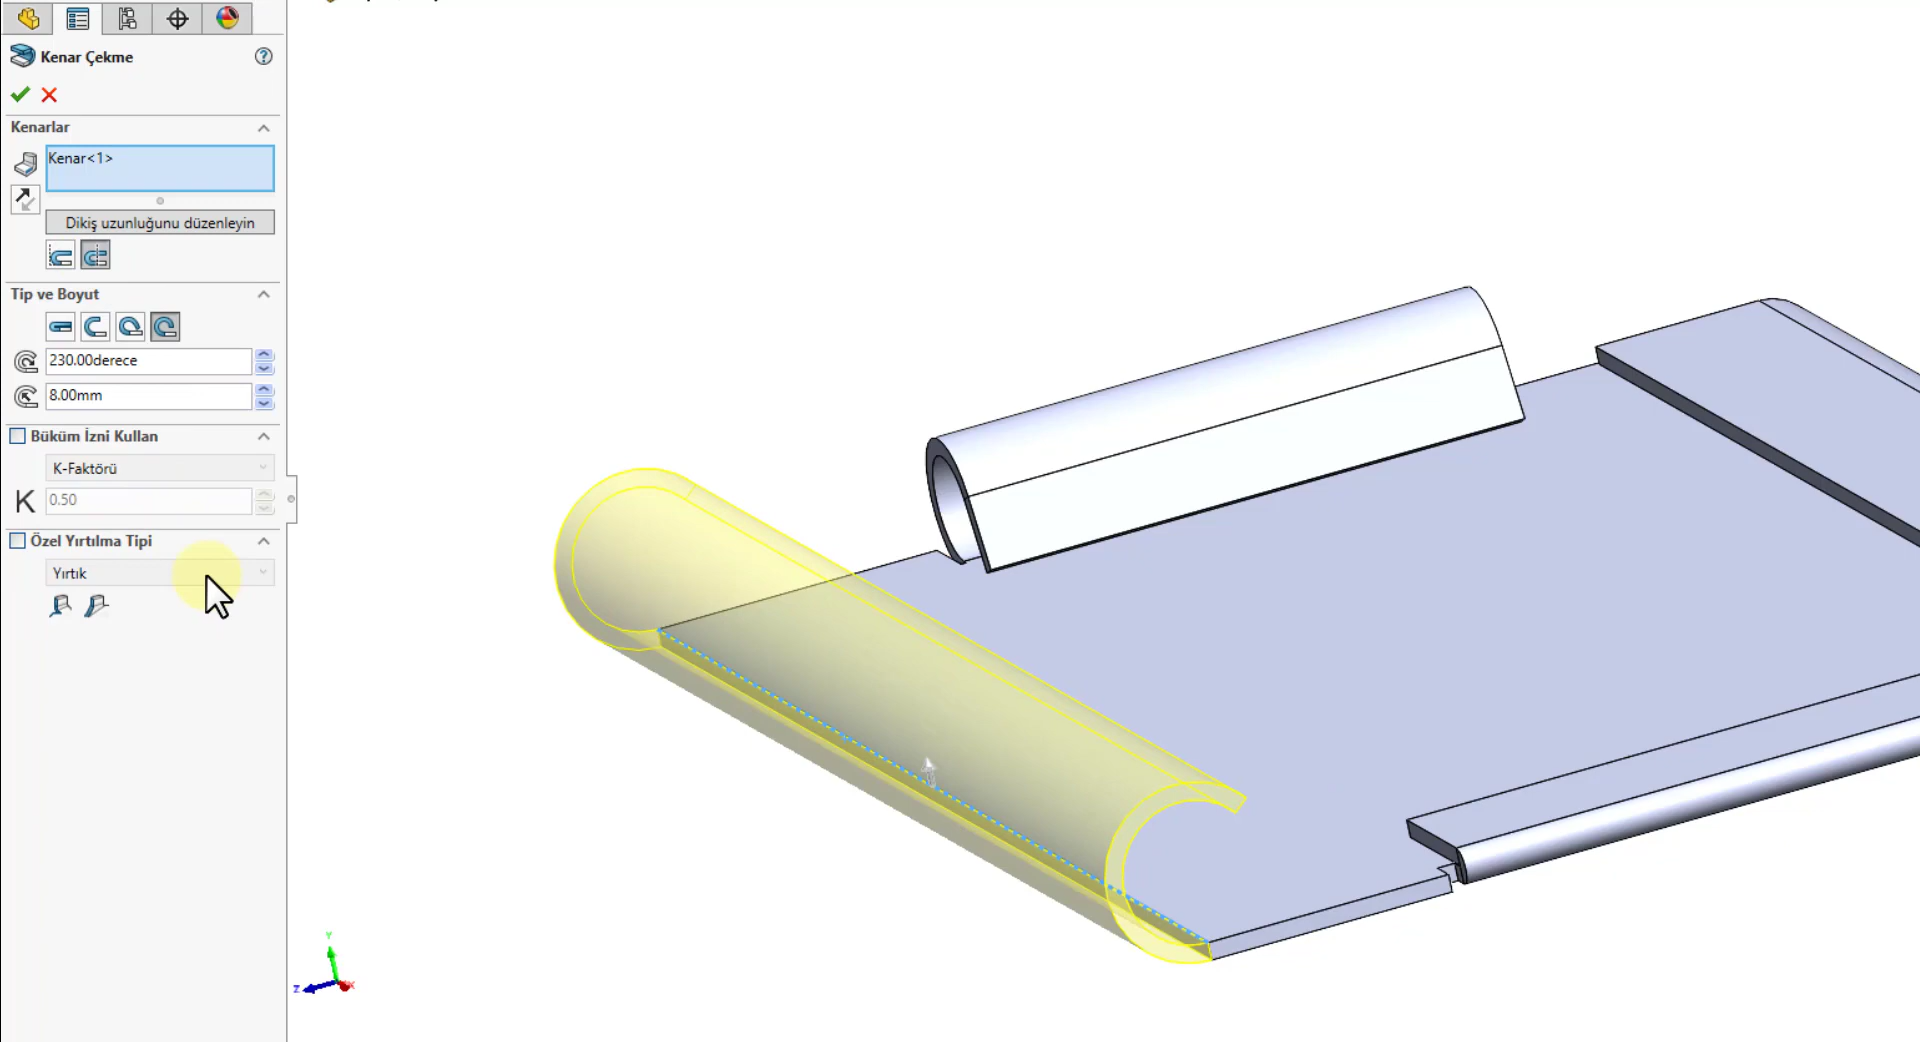 Kenar Çekme
Kenarlar
Kenar<1>
Dikiş uzunluğunu düzenleyin
Tip ve Boyut
230.00derece
8.00mm
Büküm İzni Kullan
K-Faktörü
K 0.50
Özel Yırtılma Tipi
Yırtık
Y
Z
X